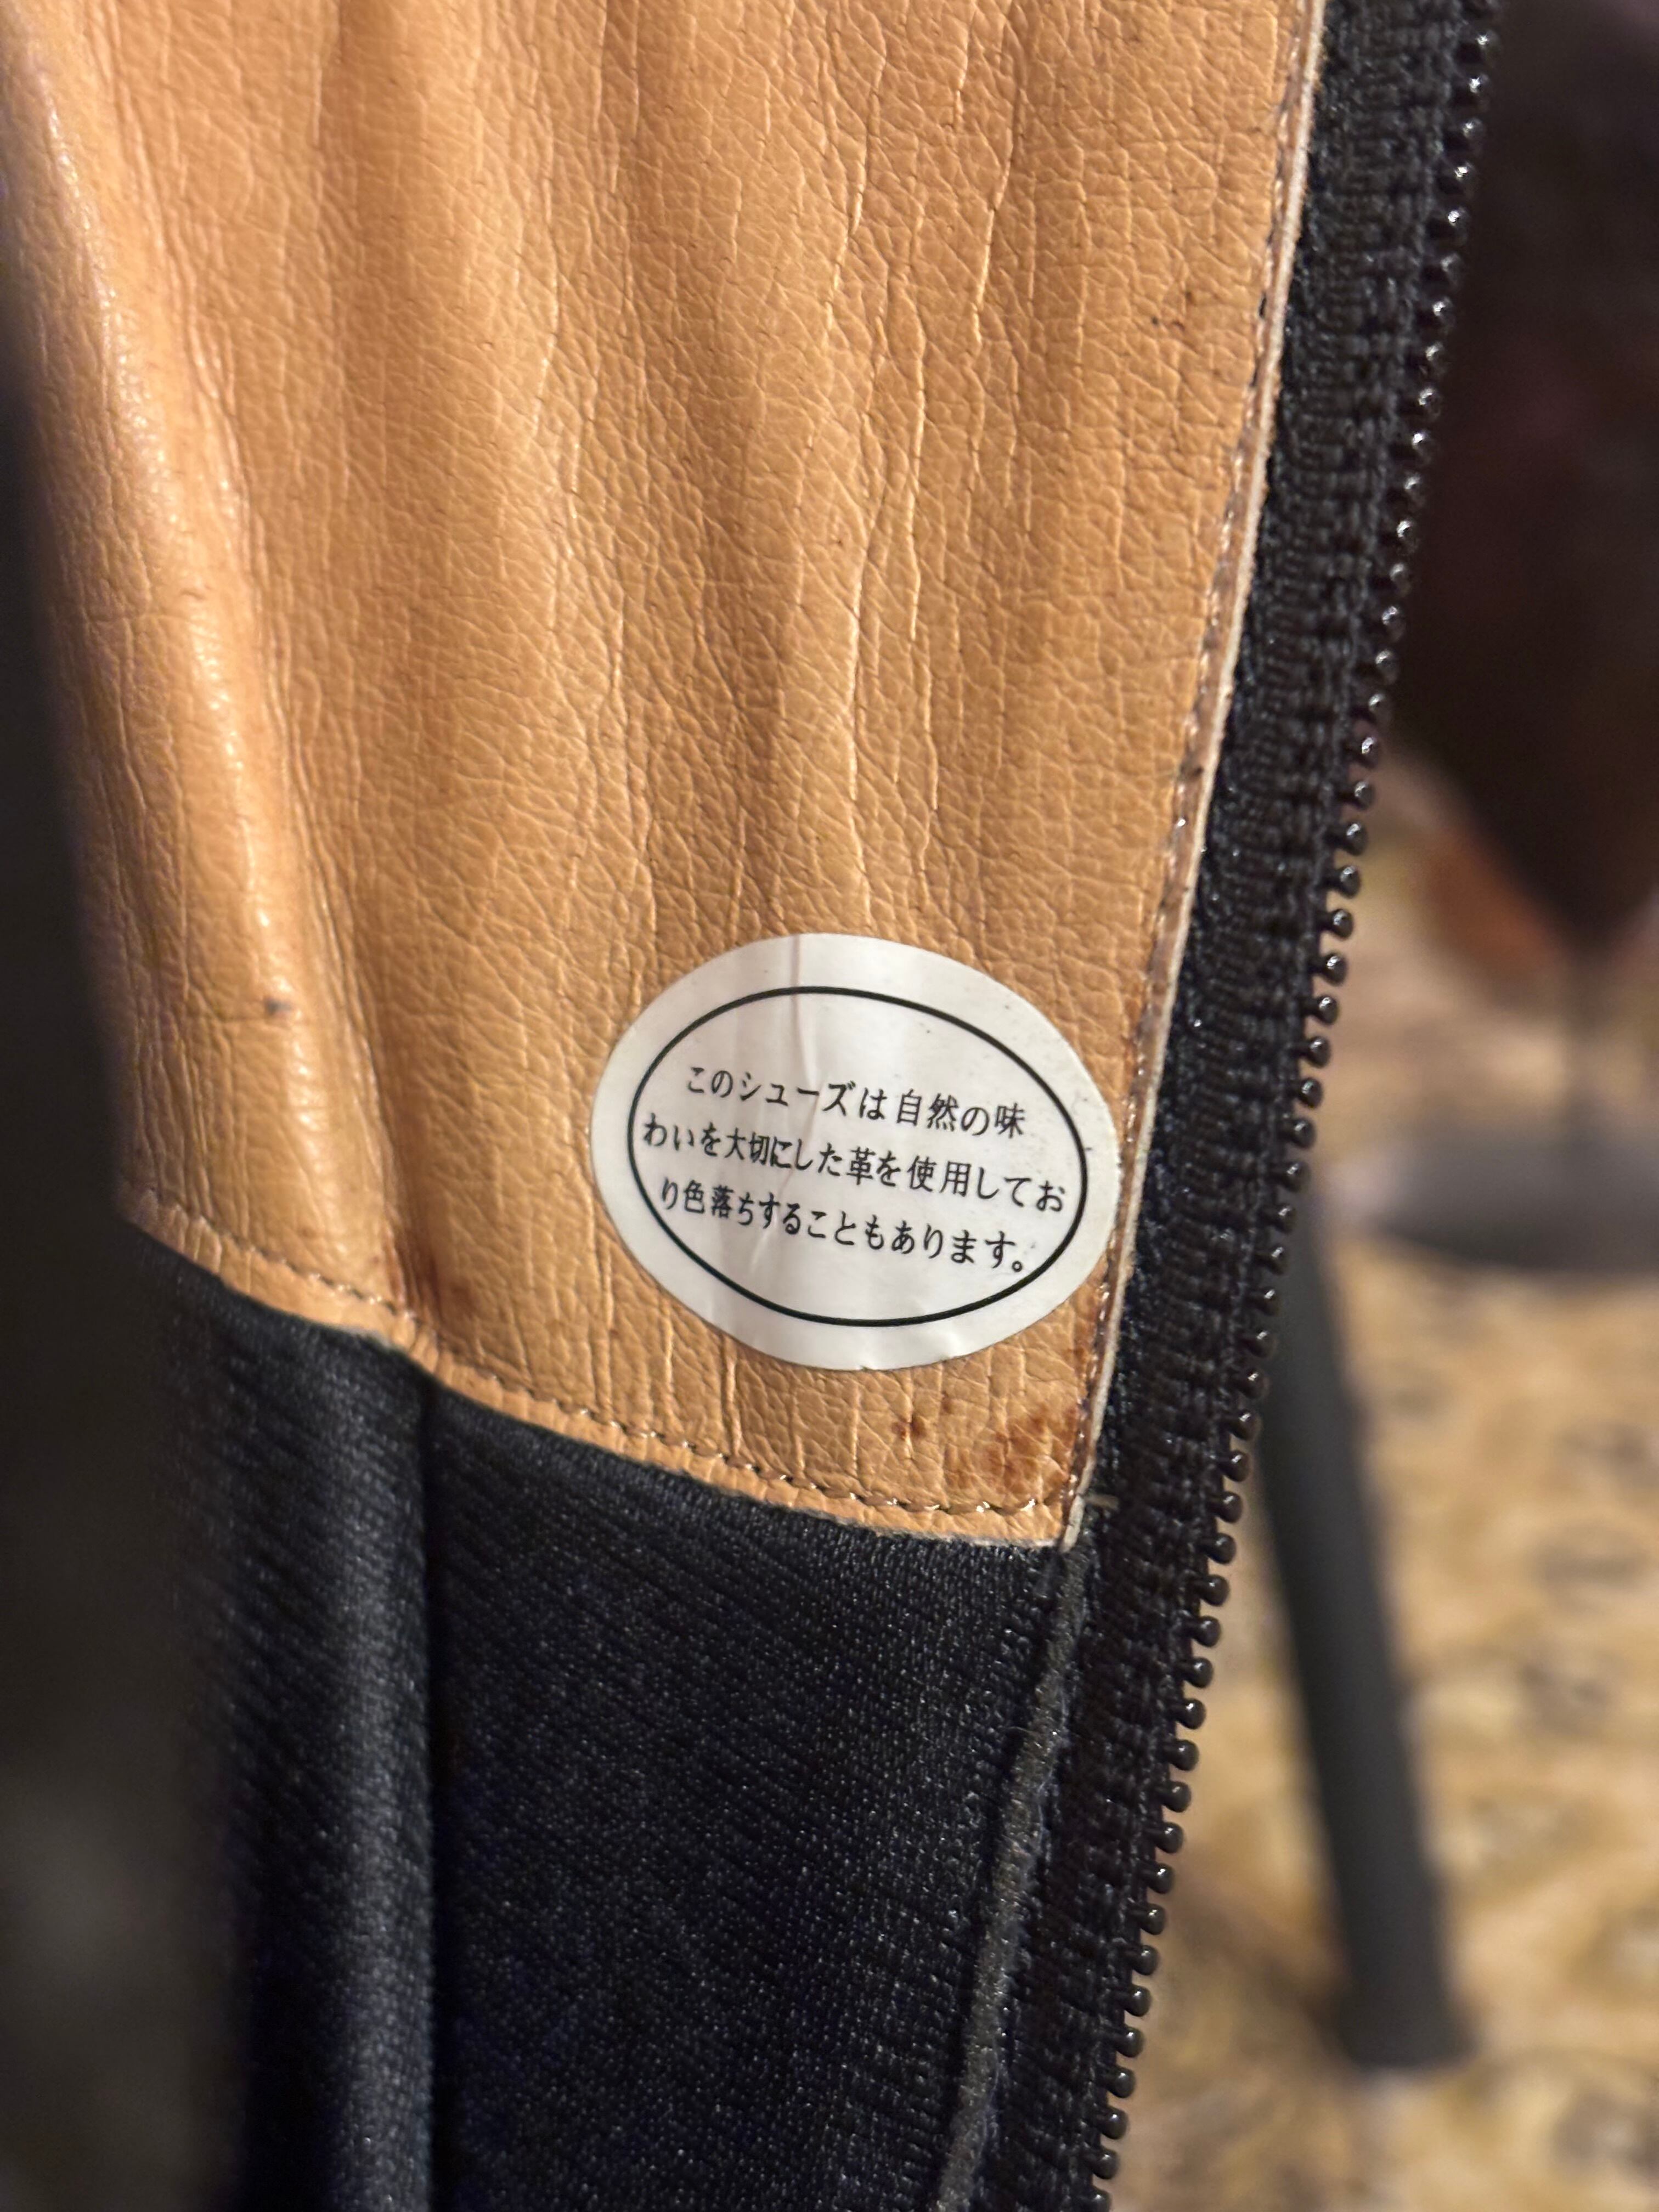 このシューズは自然の味
わいを大切にした革を使用してお
り色落ちすることもあります。